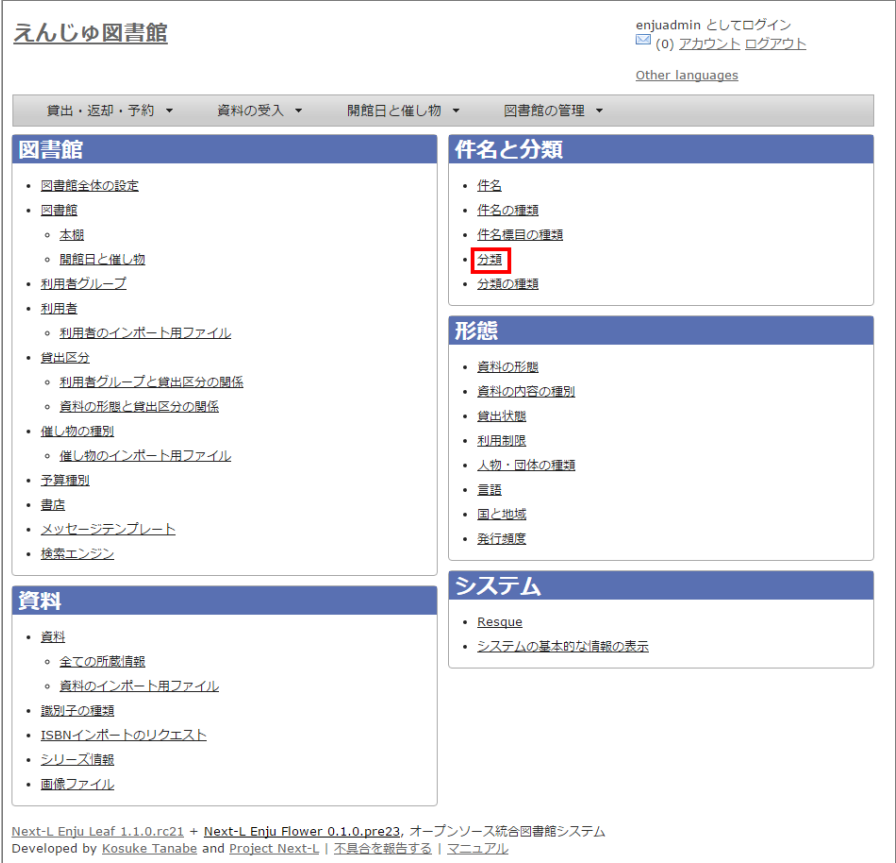 えんじゅ図書館
enjuadmin としてログイン
(0) アカウント ログアウト
Other languages
貸出・返却・予約 ▼ 資料の受入 ▼ 開館日と催し物 ▼ 図書館の管理 ▼
図書館
• 図書館全体の設定
• 図書館
◦ 本棚
◦ 開館日と催し物
• 利用者グループ
• 利用者
◦ 利用者のインポート用ファイル
• 貸出区分
◦ 利用者グループと貸出区分の関係
◦ 資料の形態と貸出区分の関係
• 催し物の種別
◦ 催し物のインポート用ファイル
• 予算種別
• 書店
• メッセージテンプレート
• 検索エンジン
資料
• 資料
◦ 全ての所蔵情報
◦ 資料のインポート用ファイル
• 識別子の種類
• ISBNインポートのリクエスト
• シリーズ情報
• 画像ファイル
件名と分類
• 件名
• 件名の種類
• 件名標目の種類
• 分類
• 分類の種類
形態
• 資料の形態
• 資料の内容の種別
• 貸出状態
• 利用制限
• 人物・団体の種類
• 言語
• 国と地域
• 発行頻度
システム
• Resque
• システムの基本的な情報の表示
Next-L Enju Leaf 1.1.0.rc21 + Next-L Enju Flower 0.1.0.pre23, オープンソース統合図書館システム
Developed by Kosuke Tanabe and Project Next-L | 不具合を報告する | マニュアル